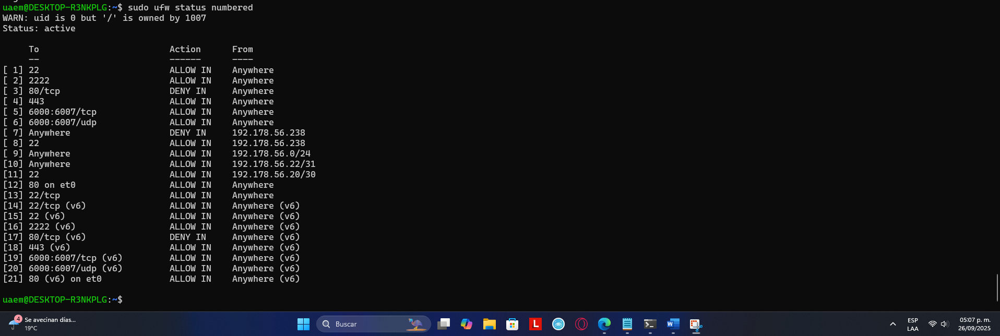 uaem@DESKTOP-R3NKPLG:~$ sudo ufw status numbered
WARN: uid is 0 but '/' is owned by 1007
Status: active
     To                         Action      From
     --                         ------      ----
[ 1] 22                         ALLOW IN    Anywhere
[ 2] 2222                       ALLOW IN    Anywhere
[ 3] 80/tcp                     DENY IN     Anywhere
[ 4] 443                        ALLOW IN    Anywhere
[ 5] 6000:6007/tcp              ALLOW IN    Anywhere
[ 6] 6000:6007/udp              ALLOW IN    Anywhere
[ 7] Anywhere                   DENY IN     192.178.56.238
[ 8] 22                         ALLOW IN    192.178.56.238
[ 9] Anywhere                   ALLOW IN    192.178.56.0/24
[10] Anywhere                   ALLOW IN    192.178.56.22/31
[11] 22                         ALLOW IN    192.178.56.20/30
[12] 80 on et0                  ALLOW IN    Anywhere
[13] 22/tcp                     ALLOW IN    Anywhere
[14] 22/tcp (v6)                ALLOW IN    Anywhere (v6)
[15] 22 (v6)                    ALLOW IN    Anywhere (v6)
[16] 2222 (v6)                  ALLOW IN    Anywhere (v6)
[17] 80/tcp (v6)                DENY IN     Anywhere (v6)
[18] 443 (v6)                   ALLOW IN    Anywhere (v6)
[19] 6000:6007/tcp (v6)         ALLOW IN    Anywhere (v6)
[20] 6000:6007/udp (v6)         ALLOW IN    Anywhere (v6)
[21] 80 (v6) on et0             ALLOW IN    Anywhere (v6)
uaem@DESKTOP-R3NKPLG:~$
4
Se avecinan días...
19°C
Buscar
L
W
ESP
LAA
05:07 p. m.
26/09/2025